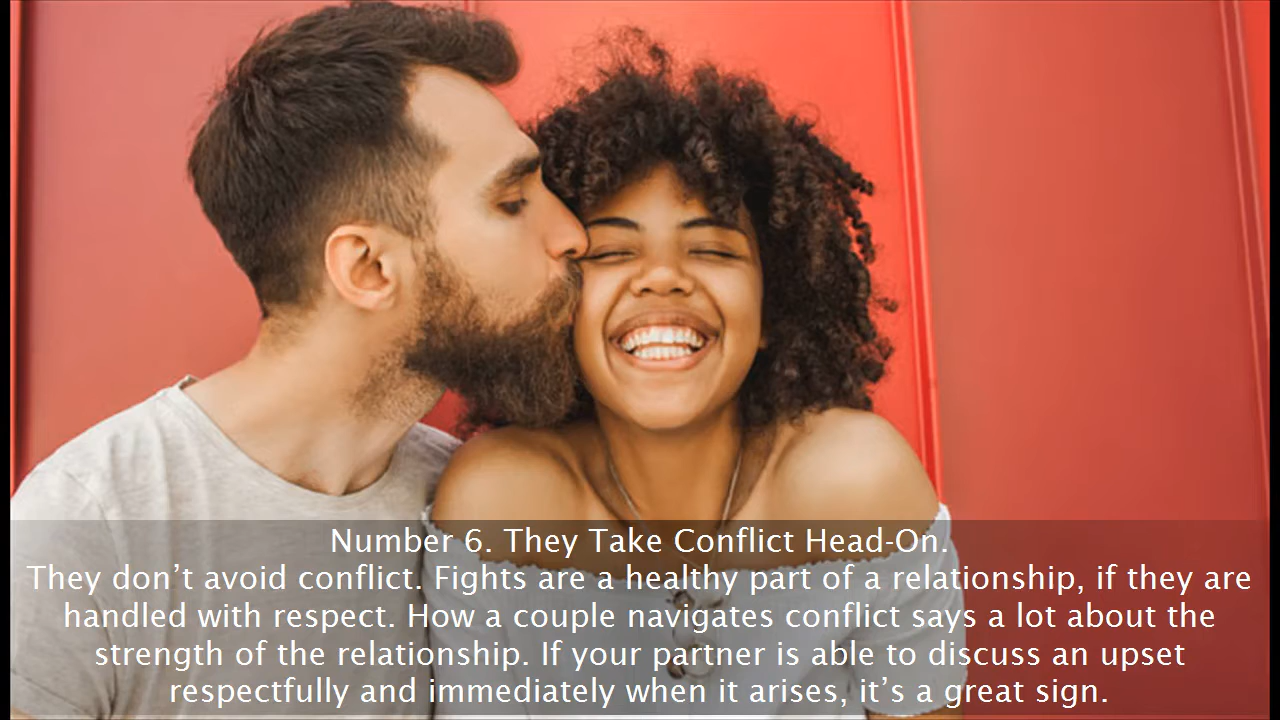 Number 6. They Take Conflict Head-On.
They don’t avoid conflict. Fights are a healthy part of a relationship, if they are
handled with respect. How a couple navigates conflict says a lot about the
strength of the relationship. If your partner is able to discuss an upset
respectfully and immediately when it arises, it’s a great sign.